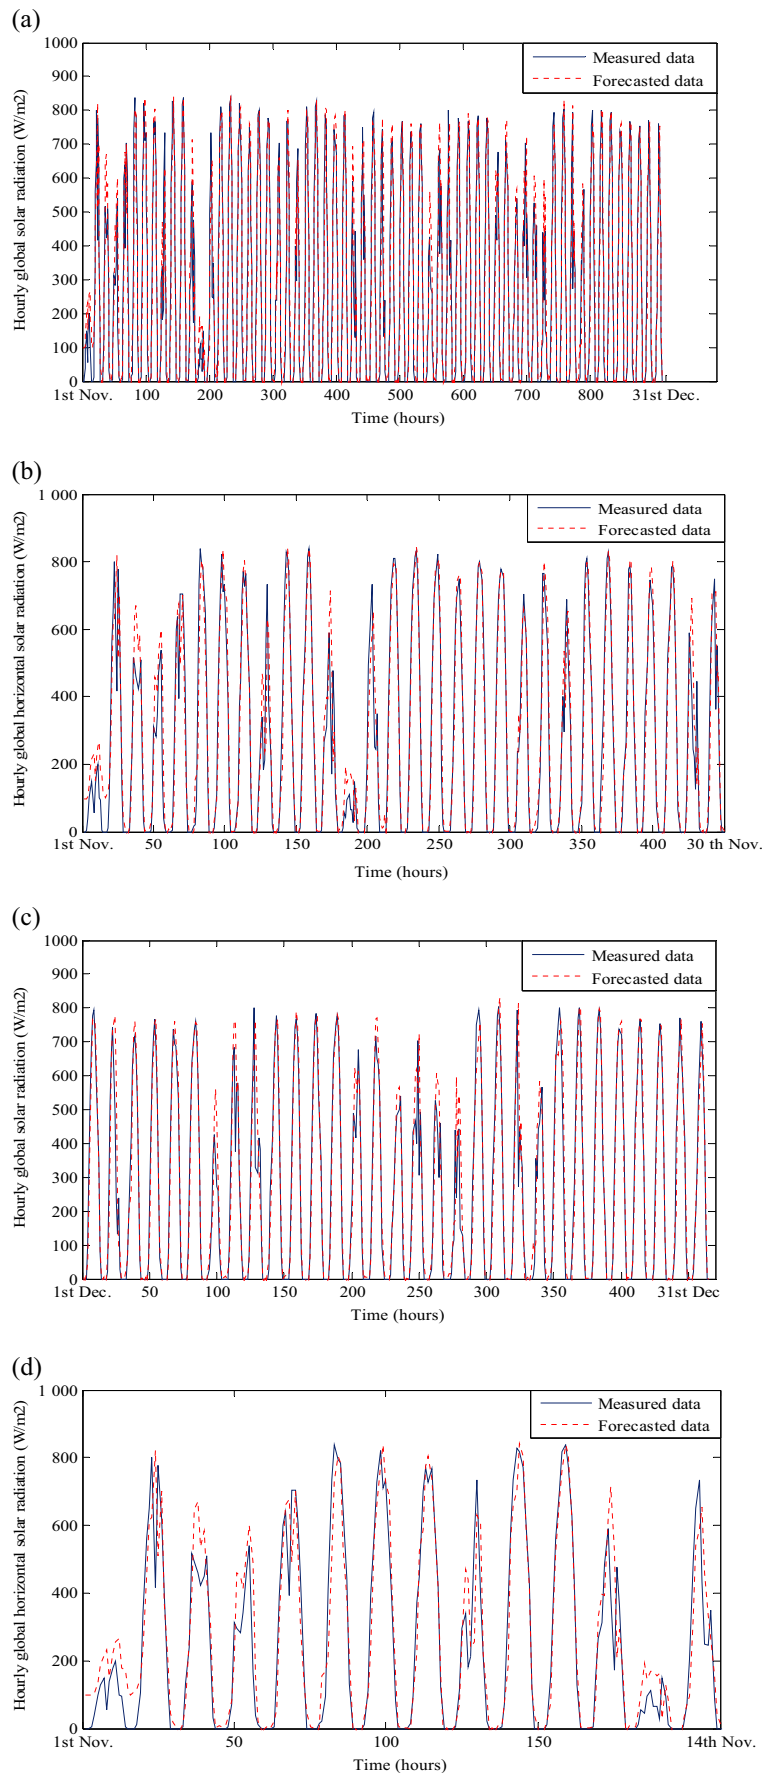 (a)
1000
900
800
700
600
500
400
300
200
100
0
Hourly global solar radiation (W/m2)
Measured data
Forecasted data
1st Nov. 100 200 300 400 500 600 700 800 31st Dec.
Time (hours)
(b)
1 000
800
600
400
200
0
Hourly global horizontal solar radiation (W/m2)
Measured data
Forecasted data
1st Nov. 50 100 150 200 250 300 350 400 30 th Nov.
Time (hours)
(c)
1000
900
800
700
600
500
400
300
200
100
0
Hourly global solar radiation (W/m2)
Measured data
Forecasted data
1st Dec. 50 100 150 200 250 300 350 400 31st Dec
Time (hours)
(d)
1 000
800
600
400
200
0
Hourly global horizontal solar radiation (W/m2)
Measured data
Forecasted data
1st Nov. 50 100 150 14th Nov.
Time (hours)